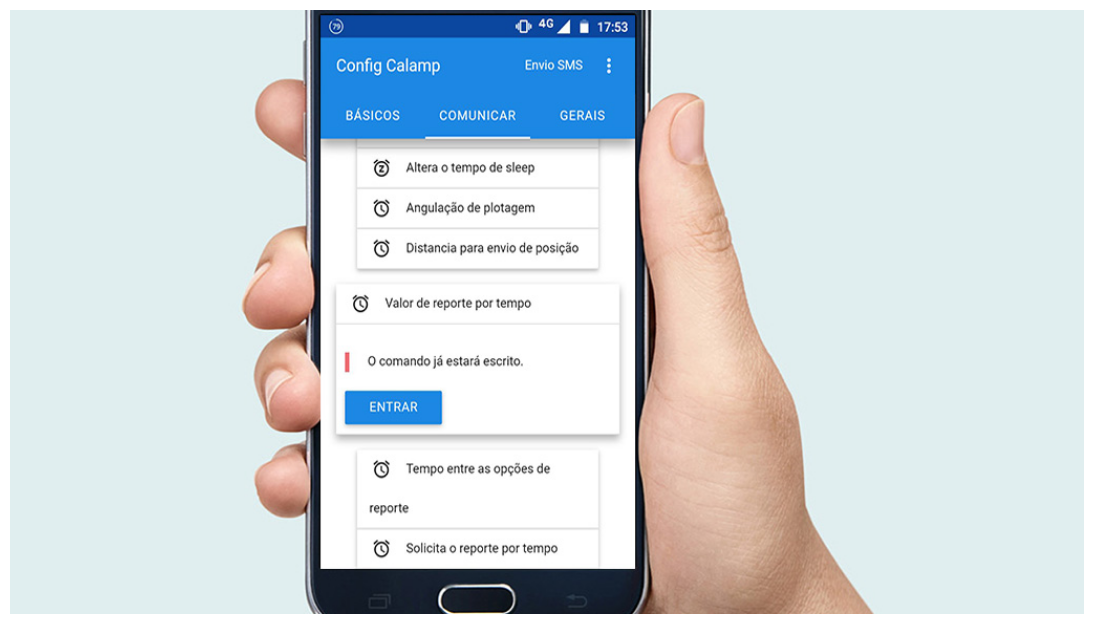 79 4G 17:53
Config Calamp Envio SMS
BÁSICOS COMUNICAR GERAIS
Altera o tempo de sleep
Angulação de plotagem
Distancia para envio de posição
Valor de reporte por tempo
O comando já estará escrito.
ENTRAR
Tempo entre as opções de
reporte
Solicita o reporte por tempo